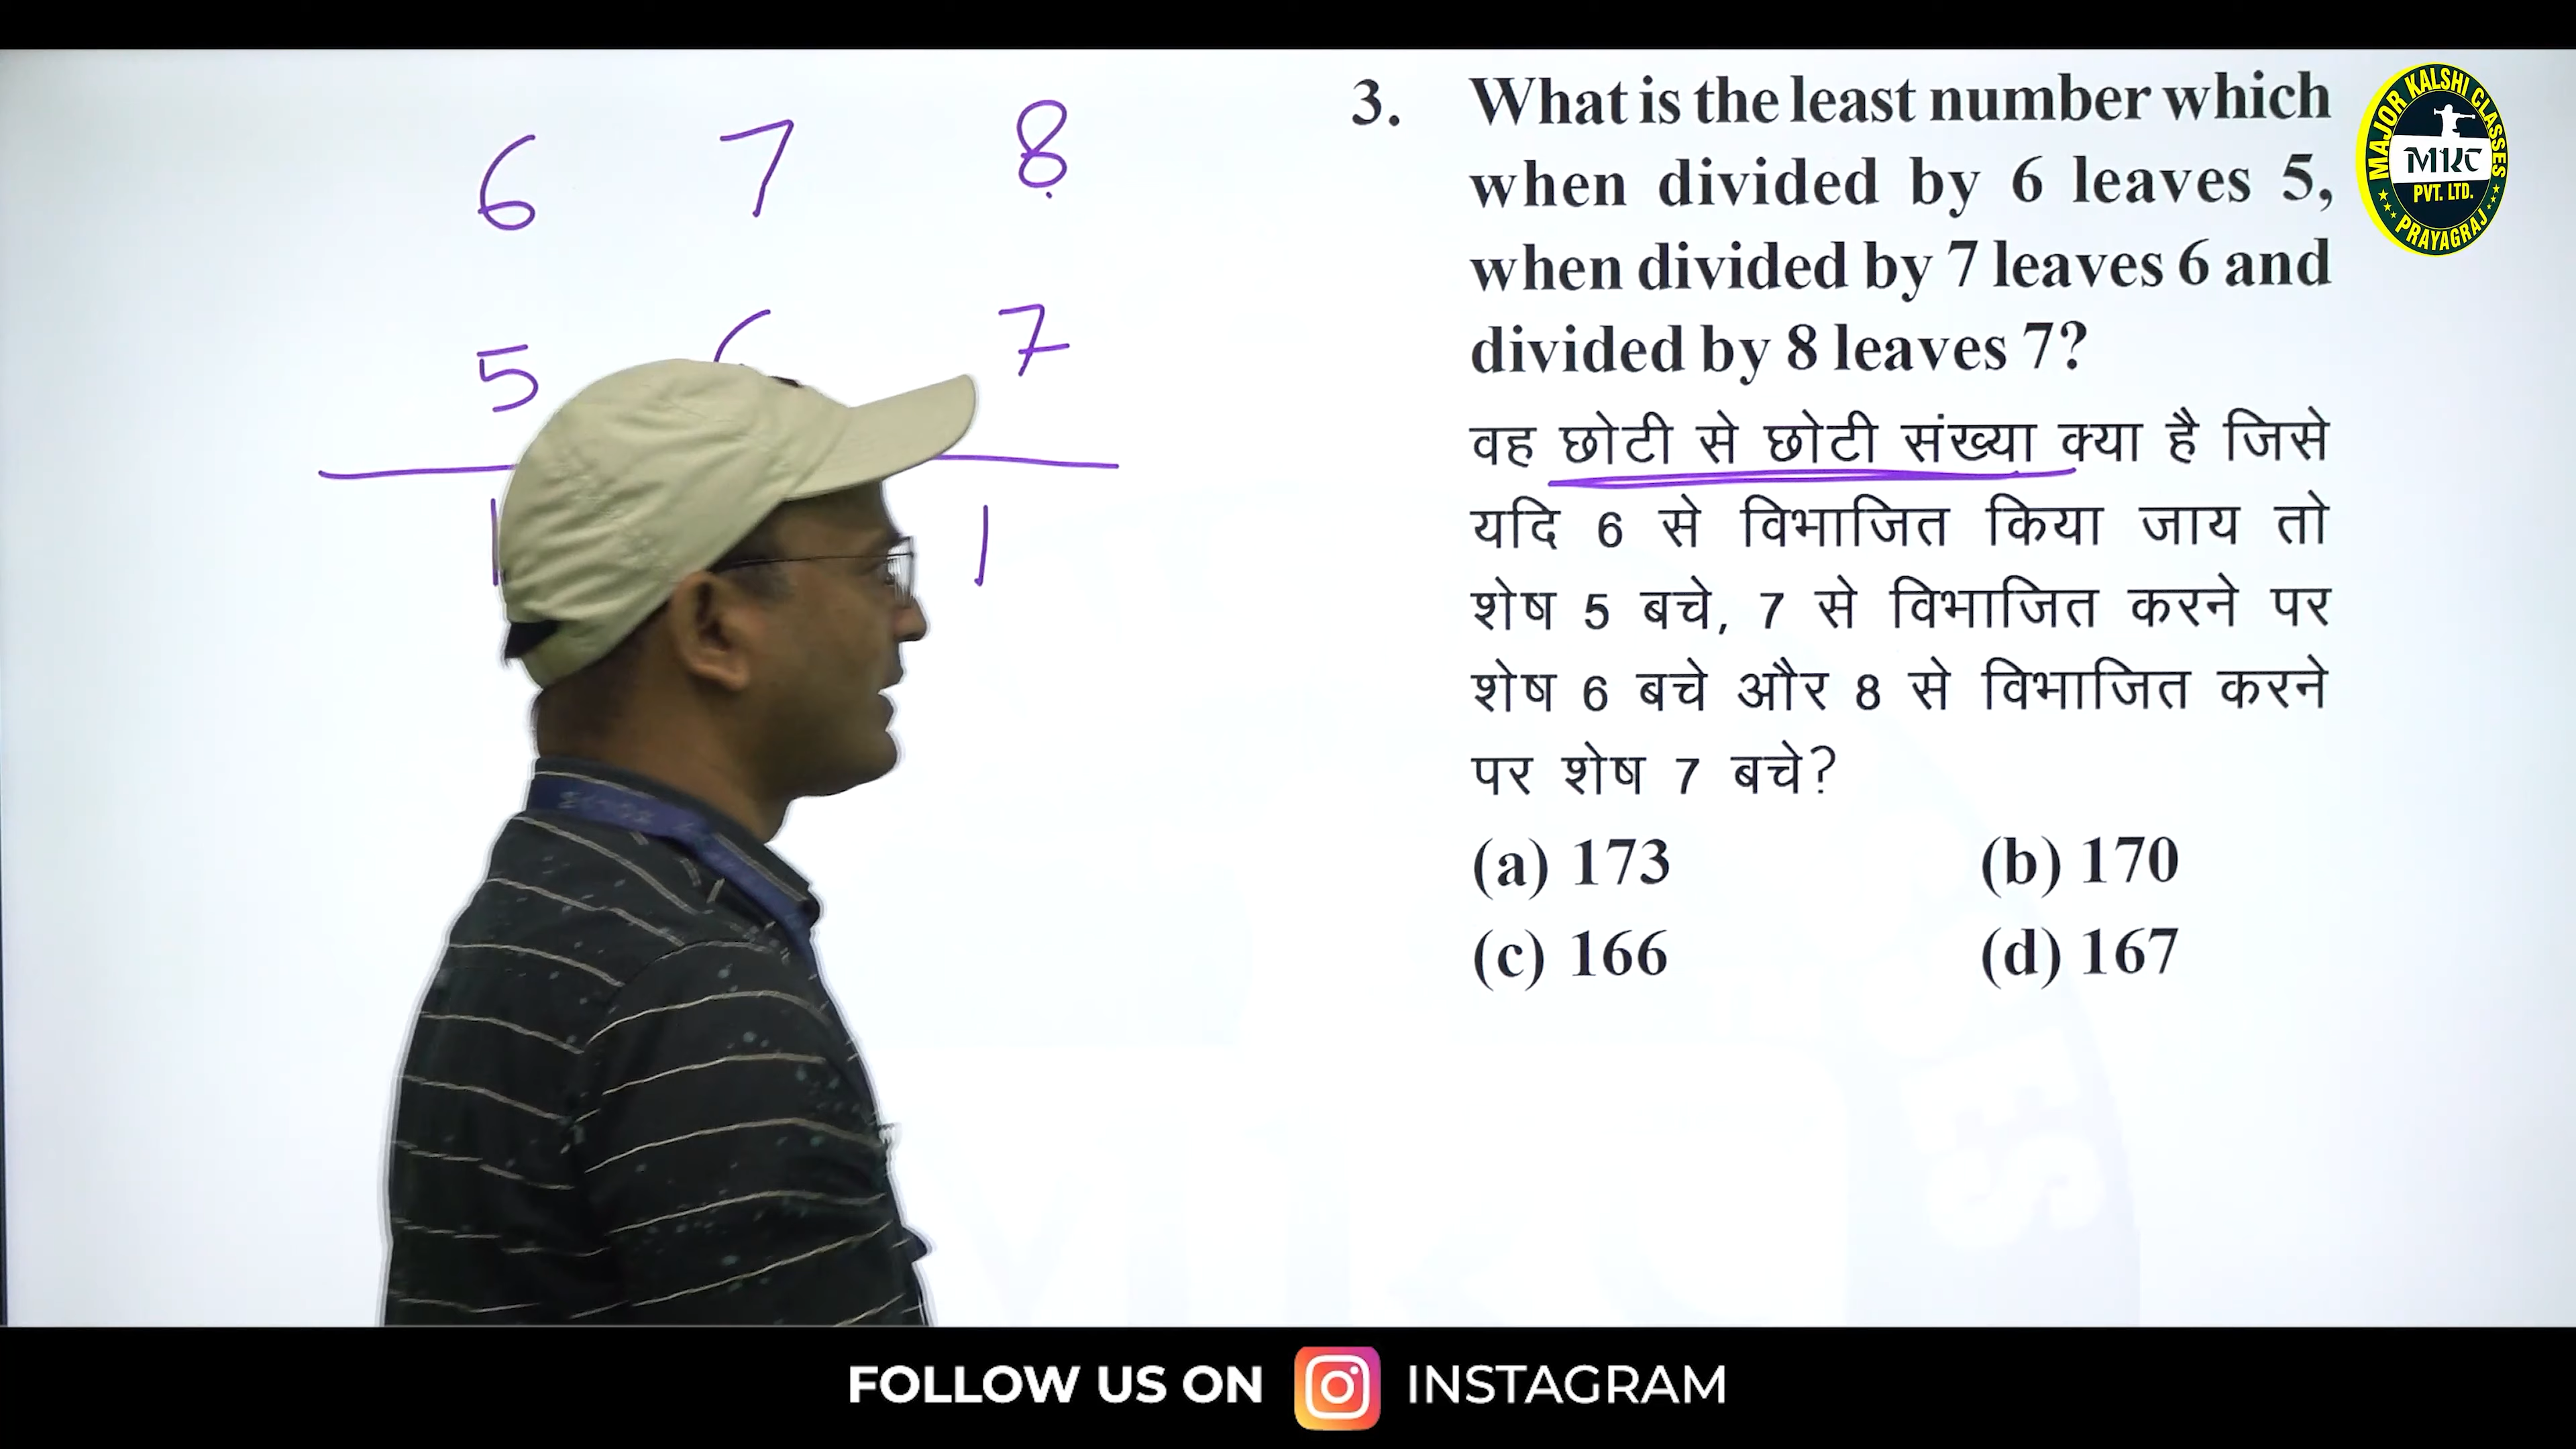 6 7 8
5 6 7
1 1
3. What is the least number which
when divided by 6 leaves 5,
when divided by 7 leaves 6 and
divided by 8 leaves 7?
वह छोटी से छोटी संख्या क्या है जिसे
यदि 6 से विभाजित किया जाय तो
शेष 5 बचे, 7 से विभाजित करने पर
शेष 6 बचे और 8 से विभाजित करने
पर शेष 7 बचे?
(a) 173 (b) 170
(c) 166 (d) 167
MAJOR KALSHI CLASSES
MKC
PVT. LTD.
PRAYAGRAJ
FOLLOW US ON INSTAGRAM